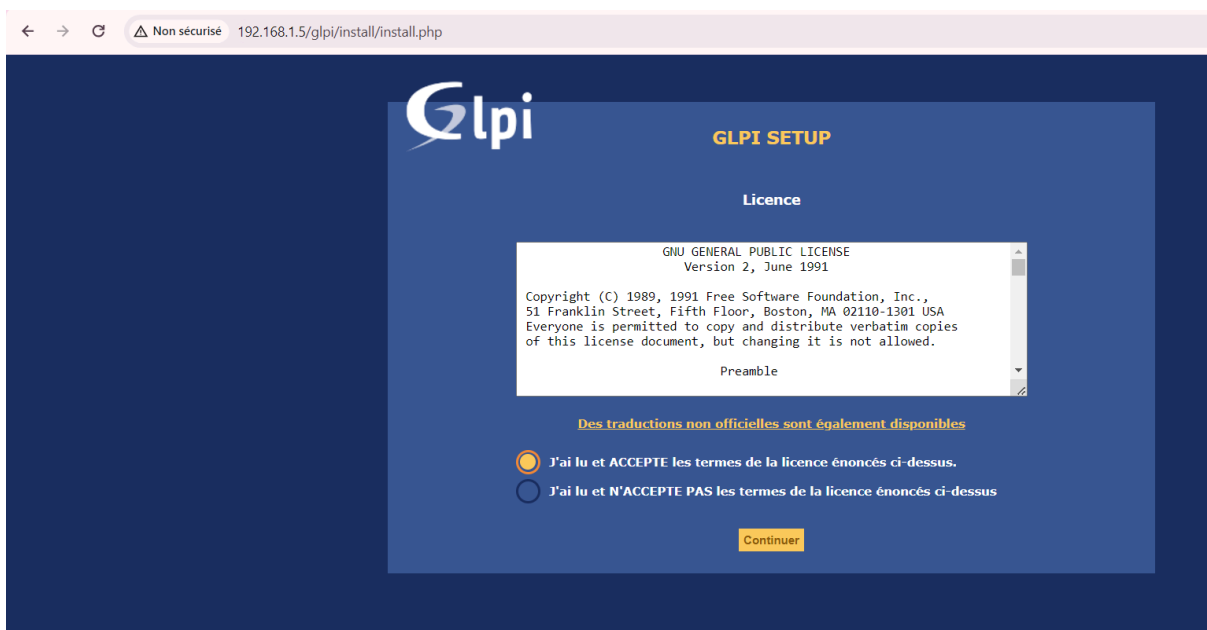 Non sécurisé 192.168.1.5/glpi/install/install.php
Glpi
GLPI SETUP
Licence
GNU GENERAL PUBLIC LICENSE
Version 2, June 1991
Copyright (C) 1989, 1991 Free Software Foundation, Inc.,
51 Franklin Street, Fifth Floor, Boston, MA 02110-1301 USA
Everyone is permitted to copy and distribute verbatim copies
of this license document, but changing it is not allowed.
Preamble
Des traductions non officielles sont également disponibles
J'ai lu et ACCEPTE les termes de la licence énoncés ci-dessus.
J'ai lu et N'ACCEPTE PAS les termes de la licence énoncés ci-dessus
Continuer